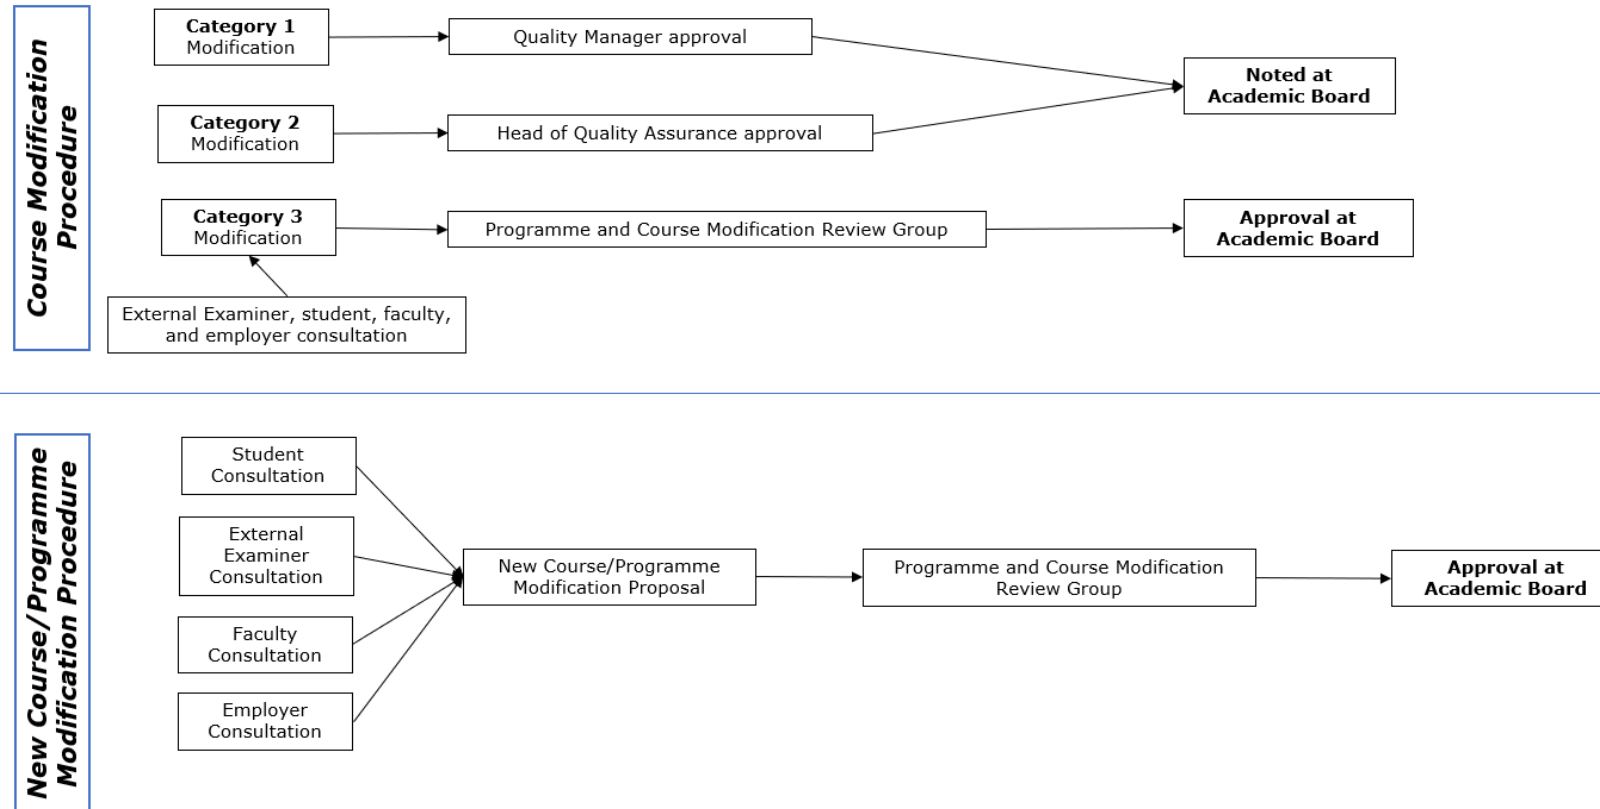 Course Modification
Procedure
Category 1
Modification
Quality Manager approval
Noted at
Academic Board
Category 2
Modification
Head of Quality Assurance approval
Category 3
Modification
Programme and Course Modification Review Group
Approval at
Academic Board
External Examiner, student, faculty,
and employer consultation
New Course/Programme
Modification Procedure
Student
Consultation
External
Examiner
Consultation
Faculty
Consultation
Employer
Consultation
New Course/Programme
Modification Proposal
Programme and Course Modification
Review Group
Approval at
Academic Board